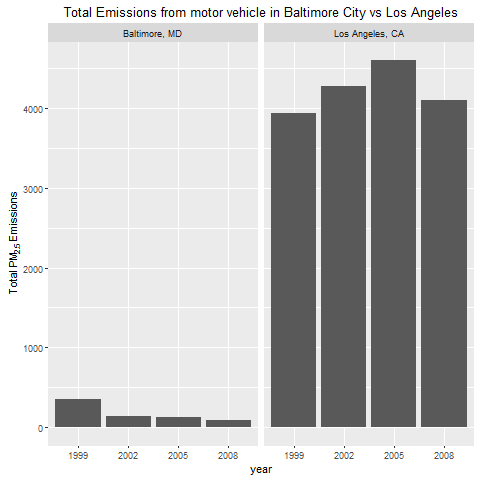 Total Emissions from motor vehicle in Baltimore City vs Los Angeles
Baltimore, MD
Los Angeles, CA
Total PM2.5 Emissions
4000
3000
2000
1000
0
1999
2002
2005
2008
1999
2002
2005
2008
year